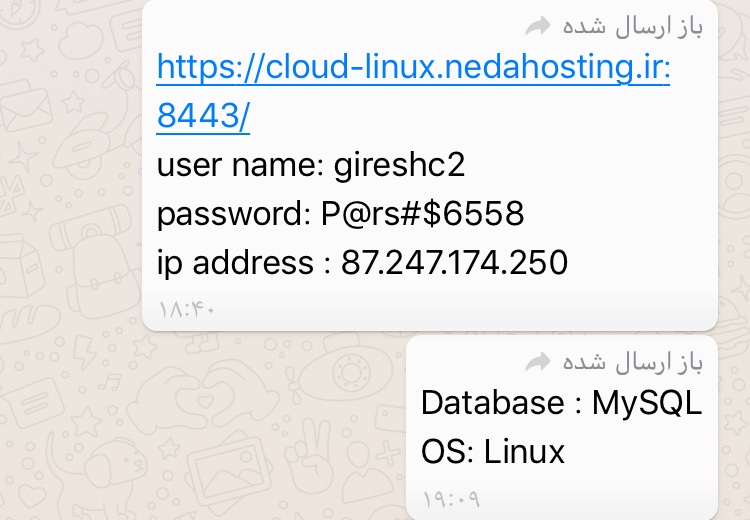 باز ارسال شده
https://cloud-linux.nedahosting.ir:
8443/
user name: gireshc2
password: P@rs#$6558
ip address : 87.247.174.250
۱۸:۴۰
باز ارسال شده
Database : MySQL
OS: Linux
۱۹:۰۹